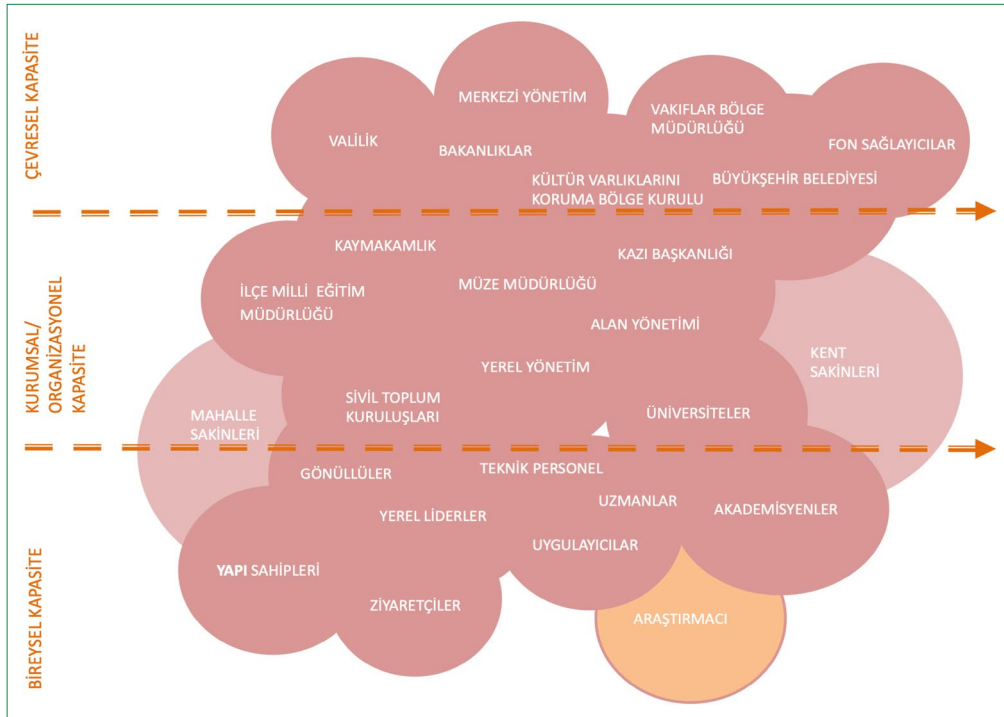 ÇEVRESEL KAPASİTE
MERKEZİ YÖNETİM
VAKIFLAR BÖLGE
MÜDÜRLÜĞÜ
VALİLİK
BAKANLIKLAR
FON SAĞLAYICILAR
KÜLTÜR VARLIKLARINI
KORUMA BÖLGE KURULU
BÜYÜKŞEHİR BELEDİYESİ
KURUMSAL/
ORGANİZASYONEL
KAPASİTE
KAYMAKAMLIK
KAZI BAŞKANLIĞI
İLÇE MİLLİ EĞİTİM
MÜDÜRLÜĞÜ
MÜZE MÜDÜRLÜĞÜ
ALAN YÖNETİMİ
KENT
SAKİNLERİ
YEREL YÖNETİM
SİVİL TOPLUM
KURULUŞLARI
ÜNİVERSİTELER
MAHALLE
SAKİNLERİ
BİREYSEL KAPASİTE
GÖNÜLLÜLER
TEKNİK PERSONEL
UZMANLAR
AKADEMİSYENLER
YEREL LİDERLER
UYGULAYICILAR
YAPI SAHİPLERİ
ZİYARETÇİLER
ARAŞTIRMACI